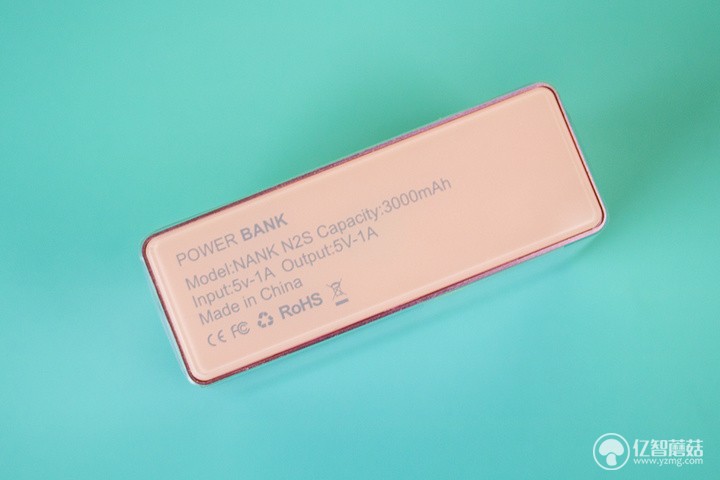 POWER BANK
Model:NANK N2S Capacity:3000mAh
Input:5v-1A Output:5V-1A
Made in China
CE FC RoHS
亿智蘑菇
www.yzmg.com